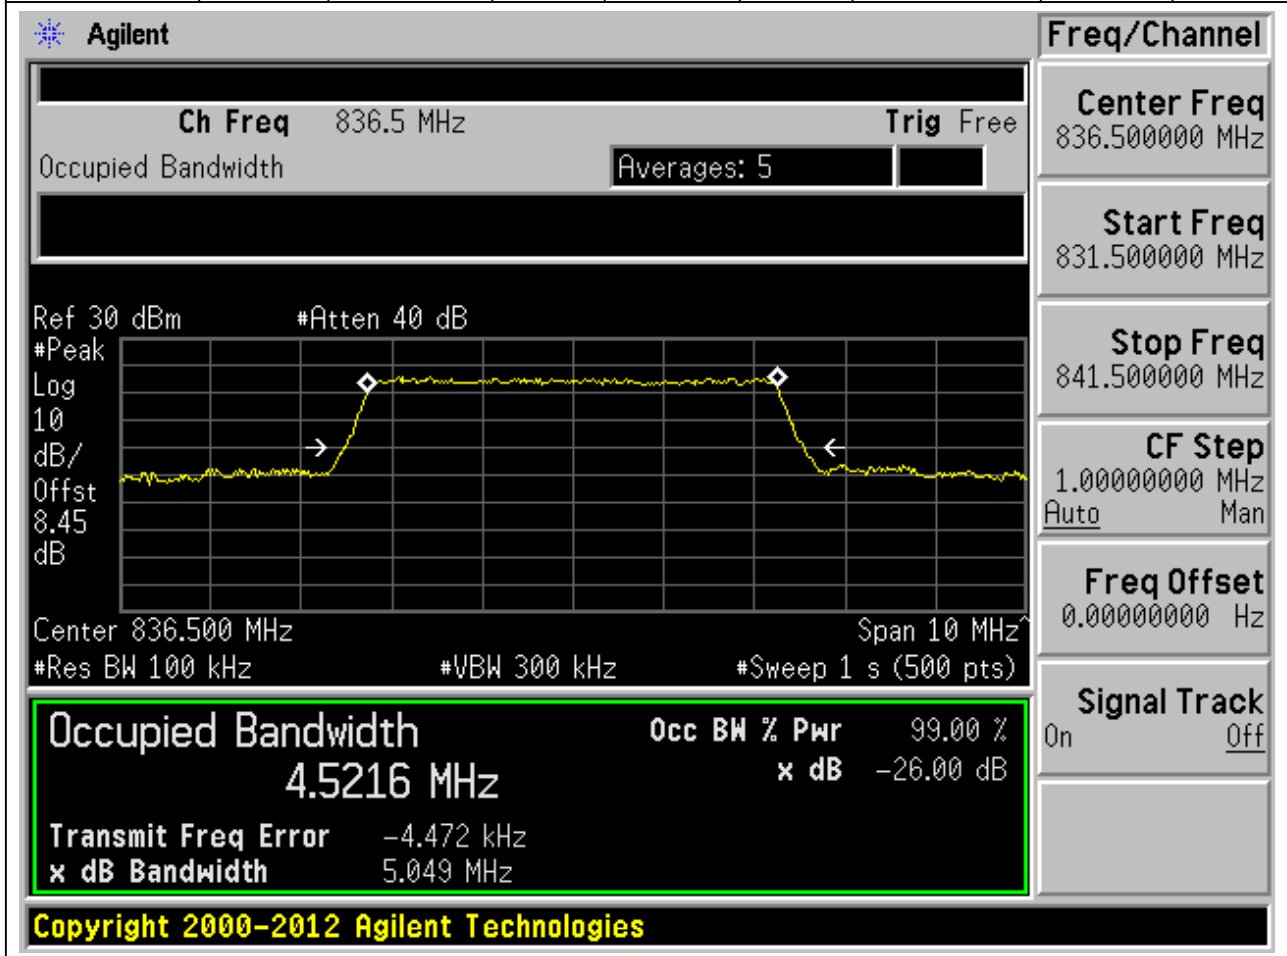 Agilent
Freq/Channel
Ch Freq 836.5 MHz Trig Free
Occupied Bandwidth Averages: 5
Center Freq
836.500000 MHz
Start Freq
831.500000 MHz
Stop Freq
841.500000 MHz
CF Step
1.00000000 MHz
Auto Man
Freq Offset
0.00000000 Hz
Signal Track
On Off
Ref 30 dBm #Atten 40 dB
#Peak
Log
10
dB/
Offst
8.45
dB
Center 836.500 MHz Span 10 MHz^
#Res BW 100 kHz #VBW 300 kHz #Sweep 1 s (500 pts)
Occupied Bandwidth Occ BW % Pwr 99.00 %
4.5216 MHz x dB -26.00 dB
Transmit Freq Error -4.472 kHz
x dB Bandwidth 5.049 MHz
Copyright 2000-2012 Agilent Technologies